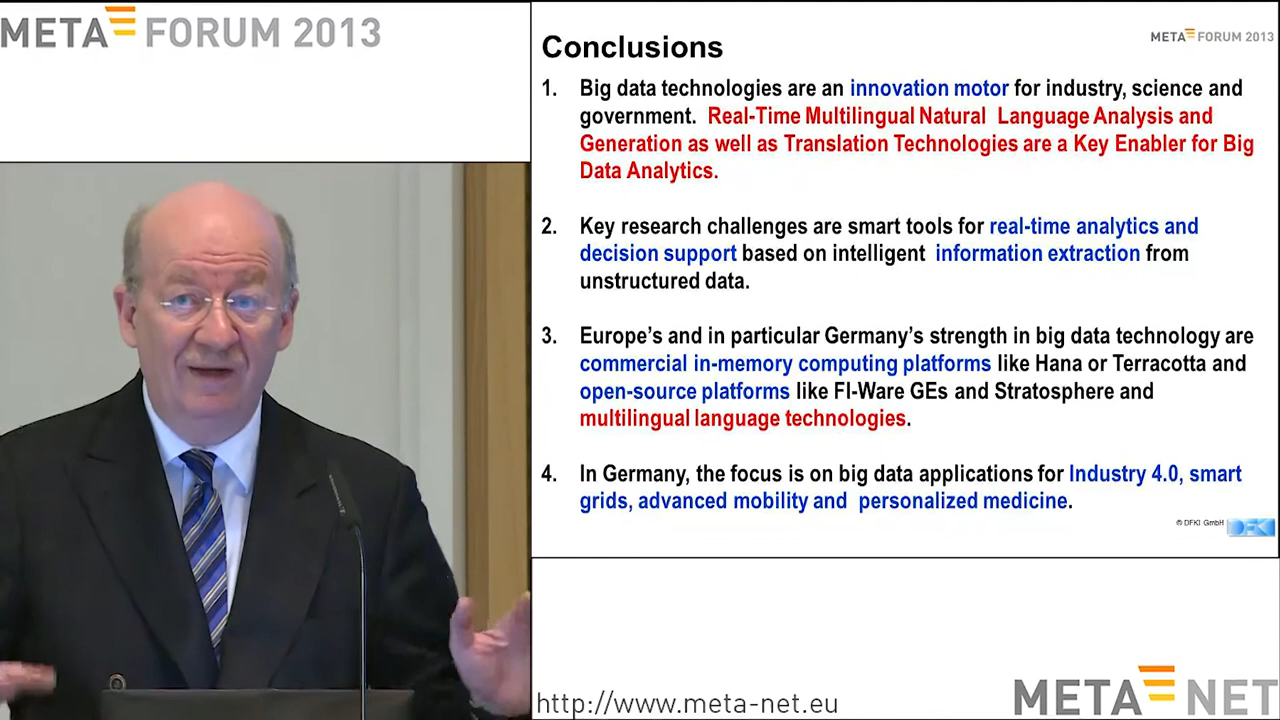 META FORUM 2013
META FORUM 2013
Conclusions
1. Big data technologies are an innovation motor for industry, science and
government. Real-Time Multilingual Natural Language Analysis and
Generation as well as Translation Technologies are a Key Enabler for Big
Data Analytics.
2. Key research challenges are smart tools for real-time analytics and
decision support based on intelligent information extraction from
unstructured data.
3. Europe's and in particular Germany's strength in big data technology are
commercial in-memory computing platforms like Hana or Terracotta and
open-source platforms like FI-Ware GEs and Stratosphere and
multilingual language technologies.
4. In Germany, the focus is on big data applications for Industry 4.0, smart
grids, advanced mobility and personalized medicine.
© DFKI GmbH DFKI
http://www.meta-net.eu
META NET